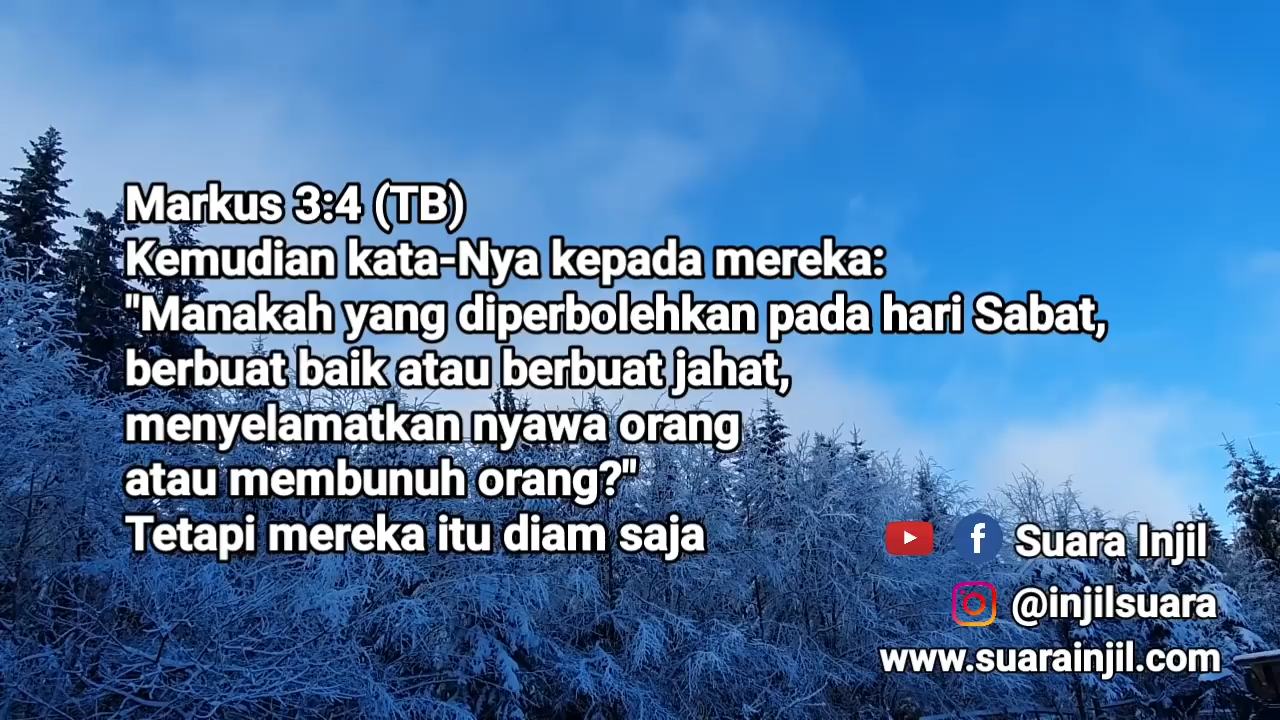 Markus 3:4 (TB)
Kemudian kata-Nya kepada mereka:
"Manakah yang diperbolehkan pada hari Sabat,
berbuat baik atau berbuat jahat,
menyelamatkan nyawa orang
atau membunuh orang?"
Tetapi mereka itu diam saja
Suara Injil
@injilsuara
www.suarainjil.com